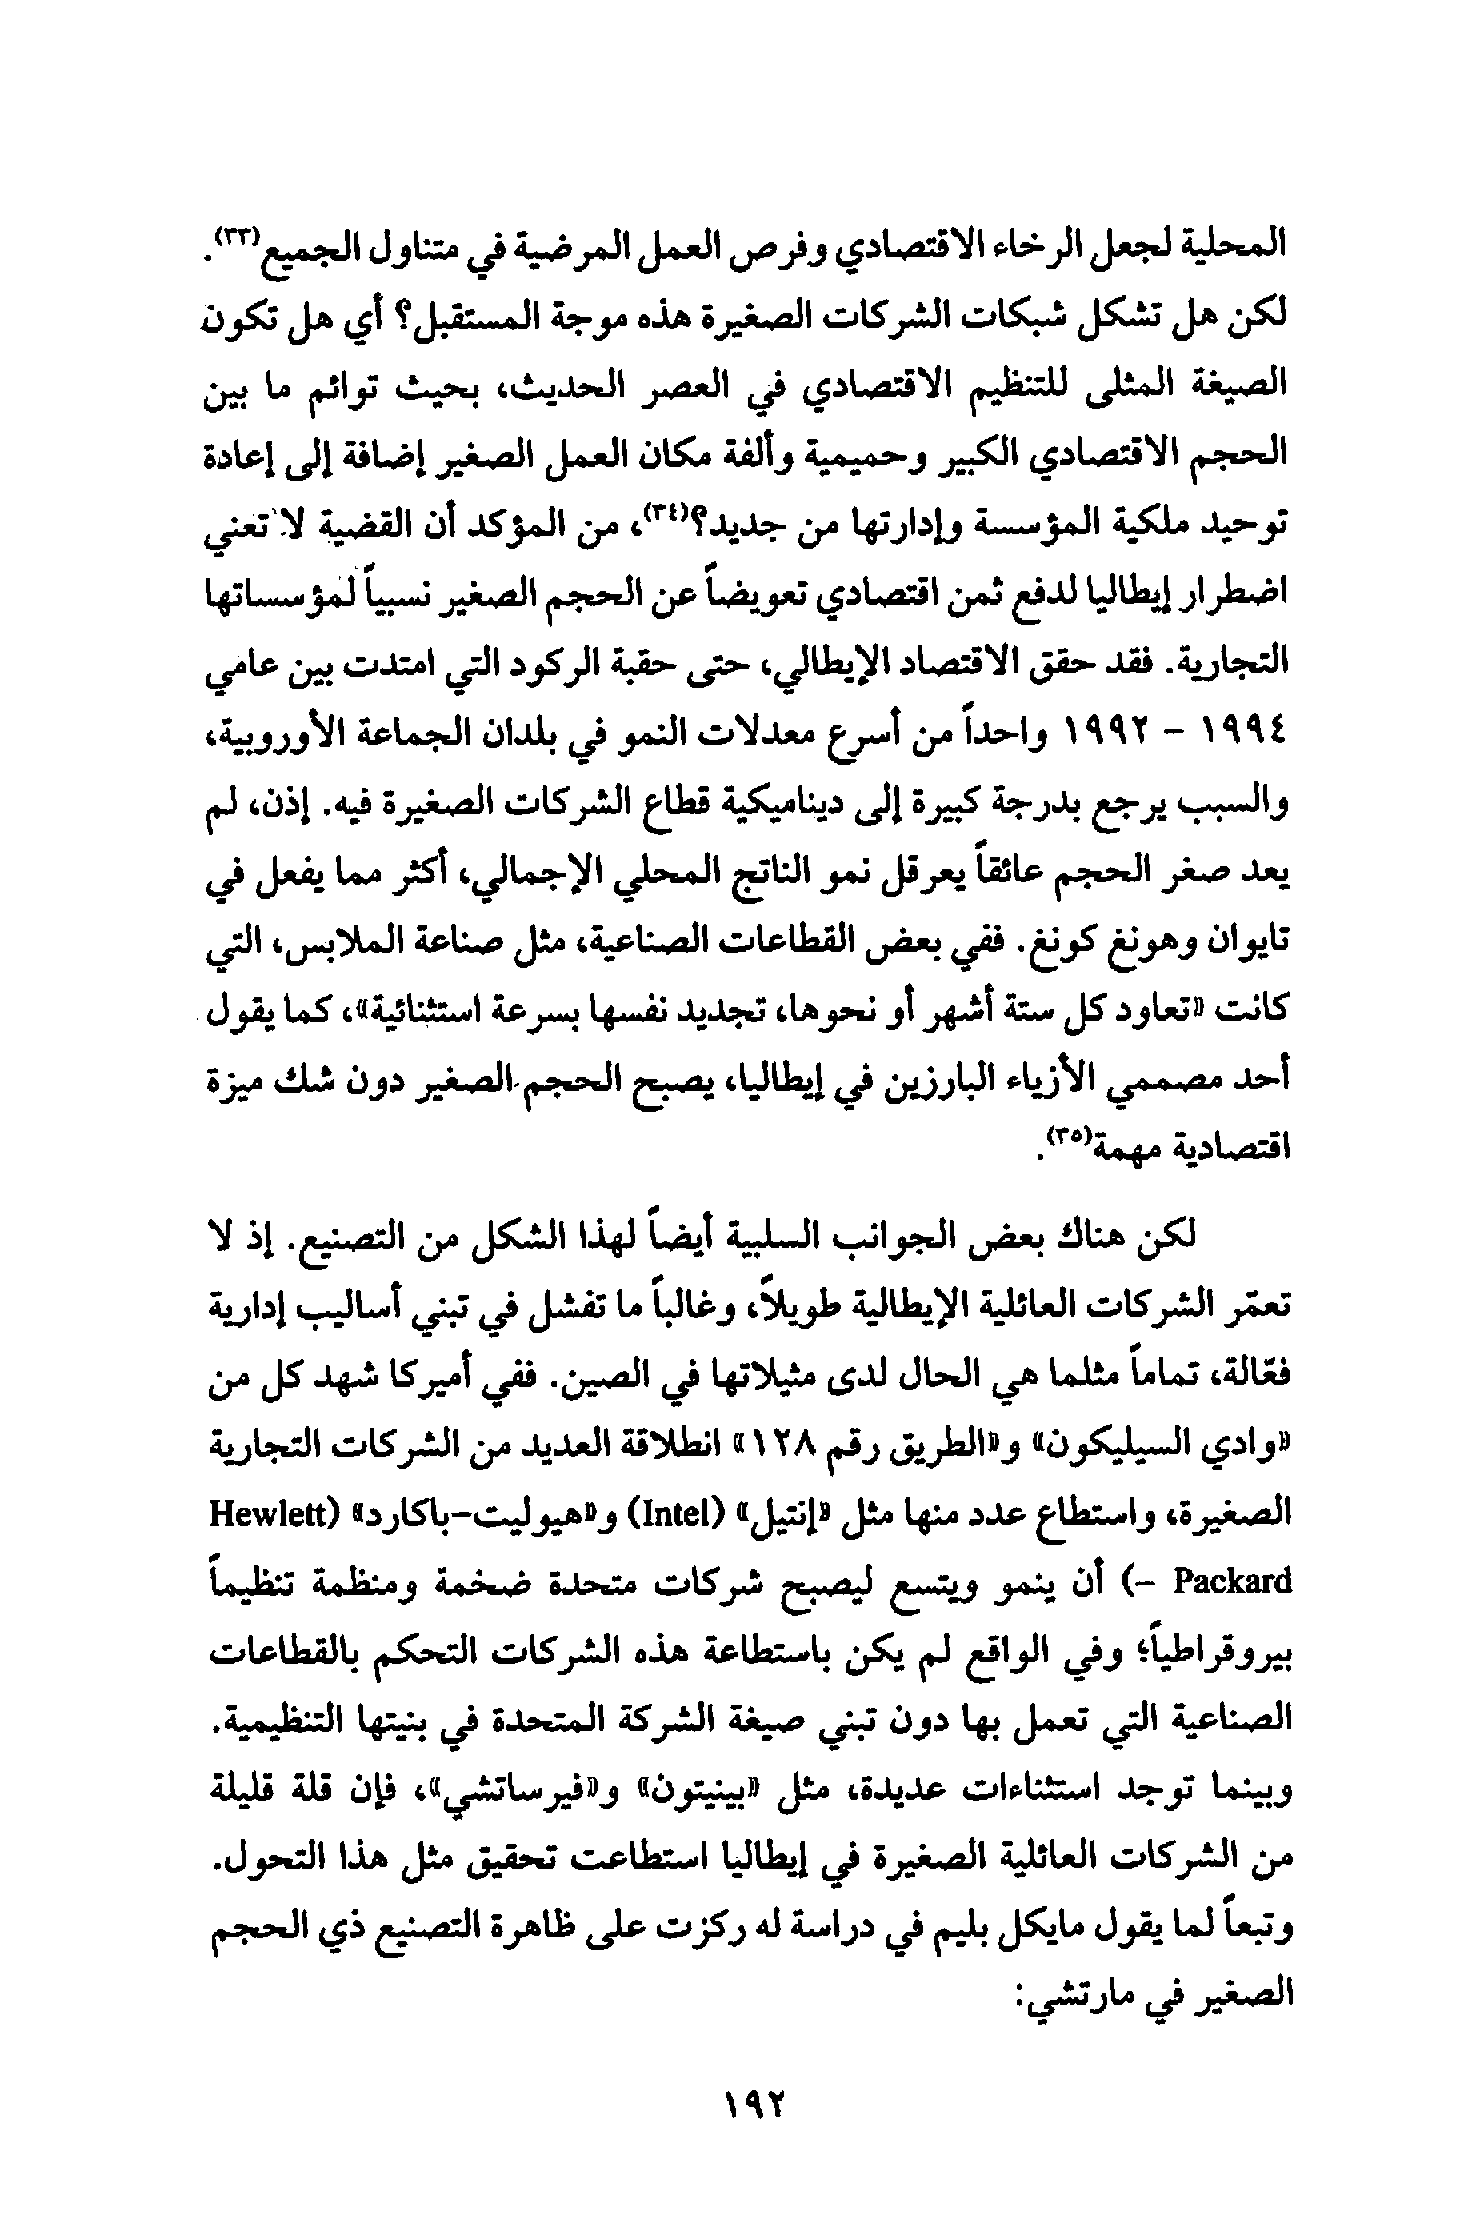 المحلية لجعل الرخاء الاقتصادي وفرص العمل المرضية في متناول الجميع(٣٣).
لكن هل تشكل شبكات الشركات الصغيرة هذه موجة المستقبل؟ أي هل تكون
الصيغة المثلى للتنظيم الاقتصادي في العصر الحديث، بحيث توائم ما بين
الحجم الاقتصادي الكبير وحميمية وألفة مكان العمل الصغير إضافة إلى إعادة
توحيد ملكية المؤسسة وإدارتها من جديد؟(٣٤)، من المؤكد أن القضية لا تعني
اضطرار إيطاليا لدفع ثمن اقتصادي تعويضاً عن الحجم الصغير نسبياً لمؤسساتها
التجارية. فقد حقق الاقتصاد الإيطالي، حتى حقبة الركود التي امتدت بين عامي
١٩٩٢ - ١٩٩٤ واحداً من أسرع معدلات النمو في بلدان الجماعة الأوروبية،
والسبب يرجع بدرجة كبيرة إلى ديناميكية قطاع الشركات الصغيرة فيه. إذن، لم
يعد صغر الحجم عائقاً يعرقل نمو الناتج المحلي الإجمالي، أكثر مما يفعل في
تايوان وهونغ كونغ. ففي بعض القطاعات الصناعية، مثل صناعة الملابس، التي
كانت «تعاود كل ستة أشهر أو نحوها، تجديد نفسها بسرعة استثنائية»، كما يقول
أحد مصممي الأزياء البارزين في إيطاليا، يصبح الحجم الصغير دون شك ميزة
اقتصادية مهمة(٣٥).
لكن هناك بعض الجوانب السلبية أيضاً لهذا الشكل من التصنيع. إذ لا
تعمّر الشركات العائلية الإيطالية طويلاً، وغالباً ما تفشل في تبني أساليب إدارية
فعّالة، تماماً مثلما هي الحال لدى مثيلاتها في الصين. ففي أميركا شهد كل من
«وادي السيليكون» و«الطريق رقم ١٢٨» انطلاقة العديد من الشركات التجارية
الصغيرة، واستطاع عدد منها مثل «إنتيل» (Intel) و«هيوليت-باكارد» (Hewlett
- Packard) أن ينمو ويتسع ليصبح شركات متحدة ضخمة ومنظمة تنظيماً
بيروقراطياً؛ وفي الواقع لم يكن باستطاعة هذه الشركات التحكم بالقطاعات
الصناعية التي تعمل بها دون تبني صيغة الشركة المتحدة في بنيتها التنظيمية.
وبينما توجد استثناءات عديدة، مثل «بينيتون» و«فيرساتشي»، فإن قلة قليلة
من الشركات العائلية الصغيرة في إيطاليا استطاعت تحقيق مثل هذا التحول.
وتبعاً لما يقول مايكل بليم في دراسة له ركزت على ظاهرة التصنيع ذي الحجم
الصغير في مارتشي:
١٩٢